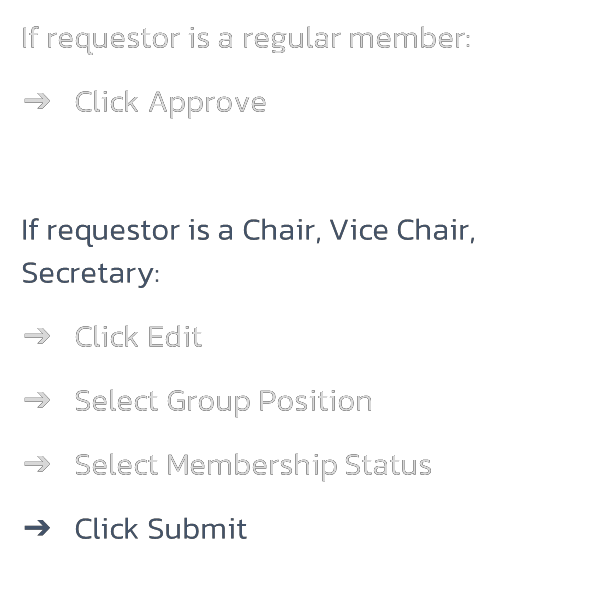 If requestor is a regular member:
➔ Click Approve
If requestor is a Chair, Vice Chair,
Secretary:
➔ Click Edit
➔ Select Group Position
➔ Select Membership Status
➔ Click Submit